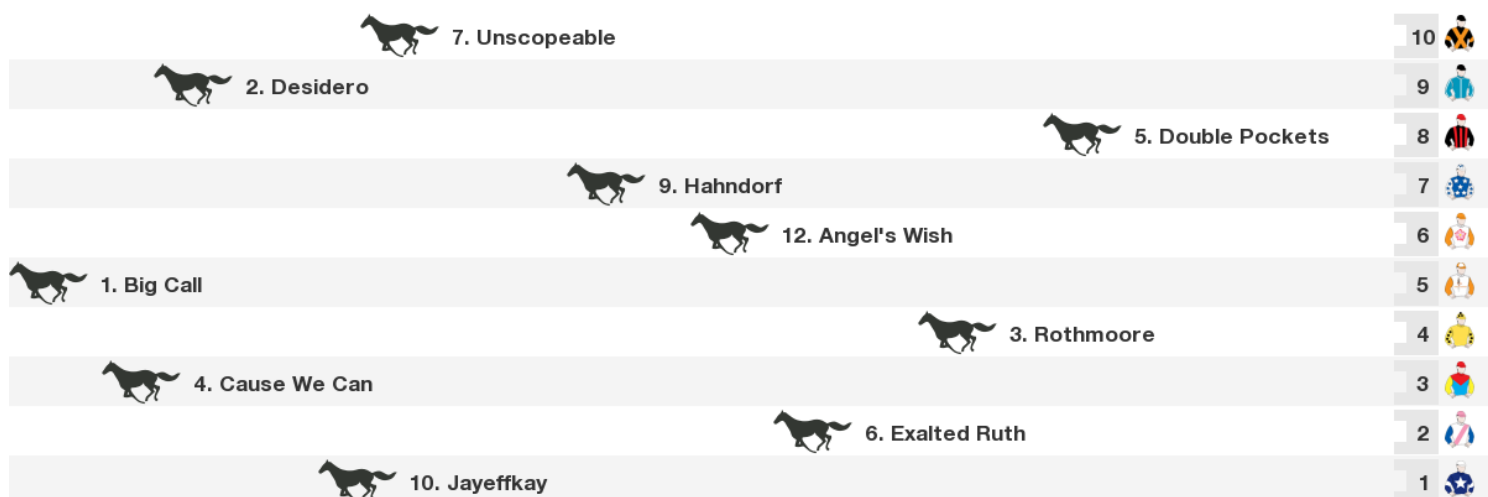 7. Unscopeable 10
2. Desidero 9
5. Double Pockets 8
9. Hahndorf 7
12. Angel's Wish 6
1. Big Call 5
3. Rothmoore 4
4. Cause We Can 3
6. Exalted Ruth 2
10. Jayeffkay 1